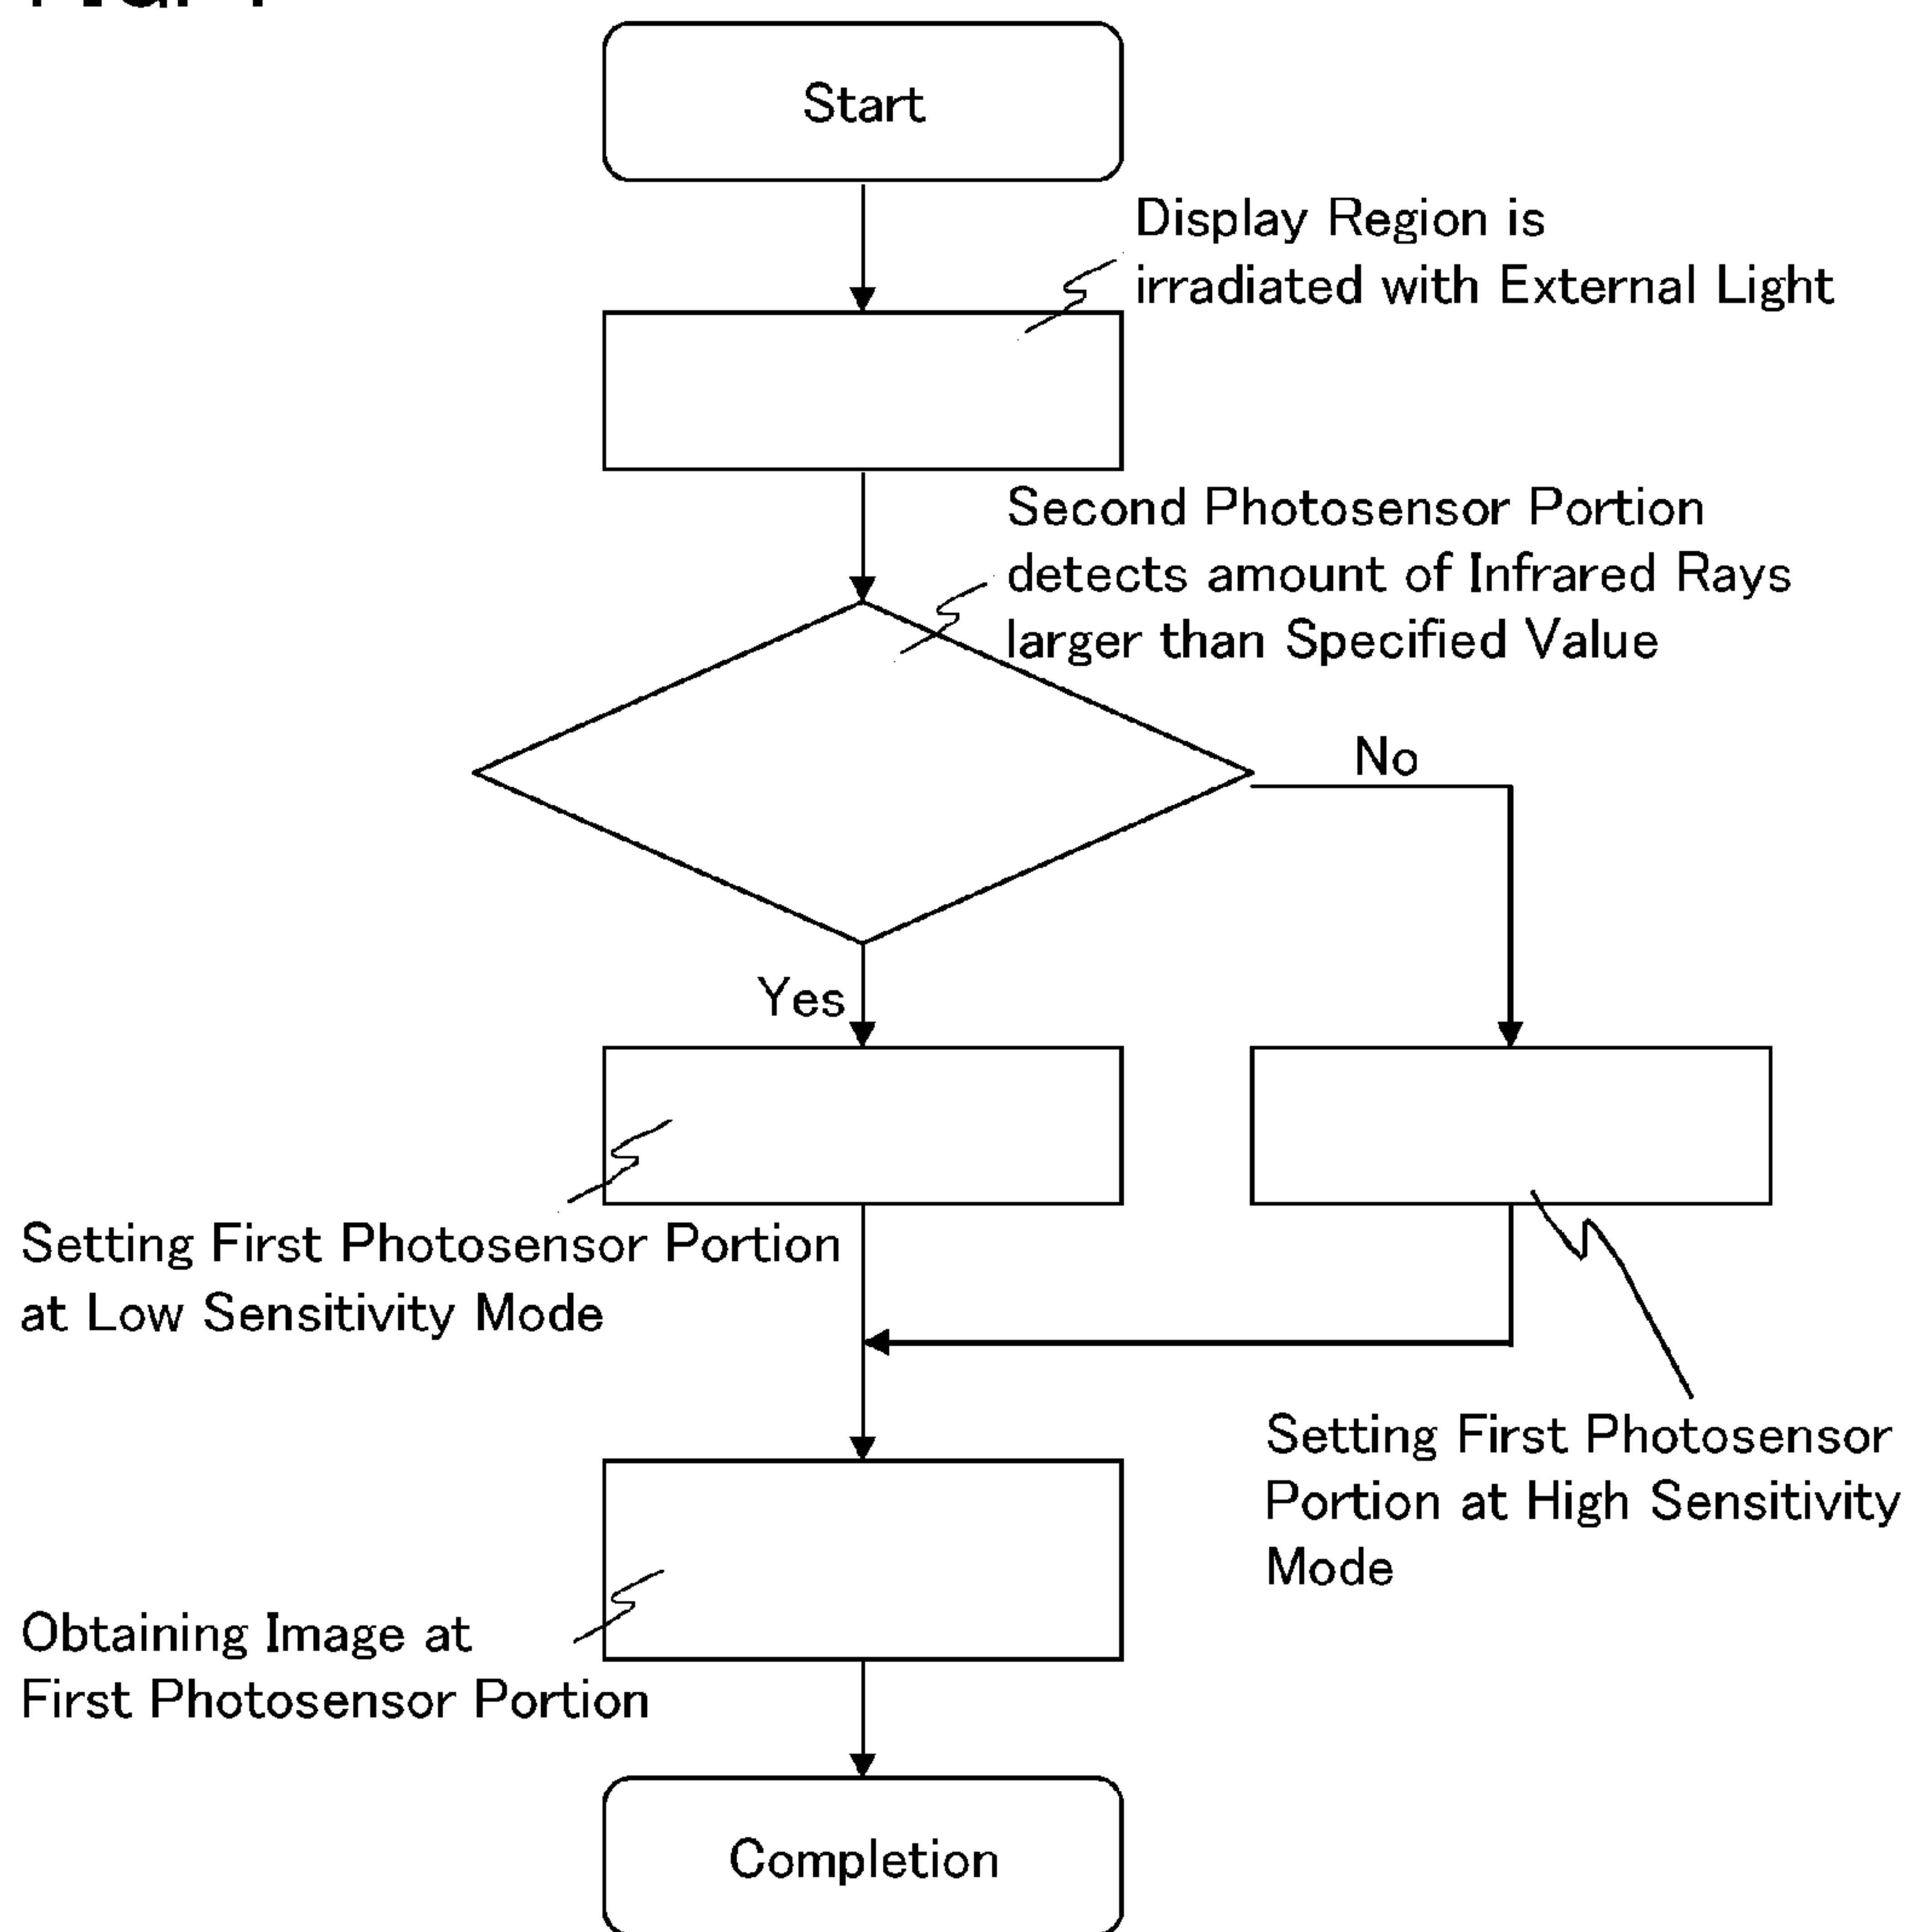 Start
Display Region is
irradiated with External Light
Second Photosensor Portion
detects amount of Infrared Rays
larger than Specified Value
No
Yes
Setting First Photosensor Portion
at Low Sensitivity Mode
Setting First Photosensor
Portion at High Sensitivity
Mode
Obtaining Image at
First Photosensor Portion
Completion